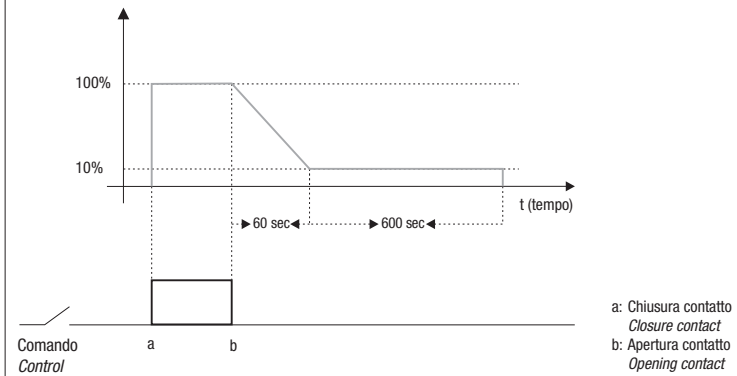 100%
10%
t (tempo)
60 sec
600 sec
Comando
Control
a
b
a: Chiusura contatto
Closure contact
b: Apertura contatto
Opening contact